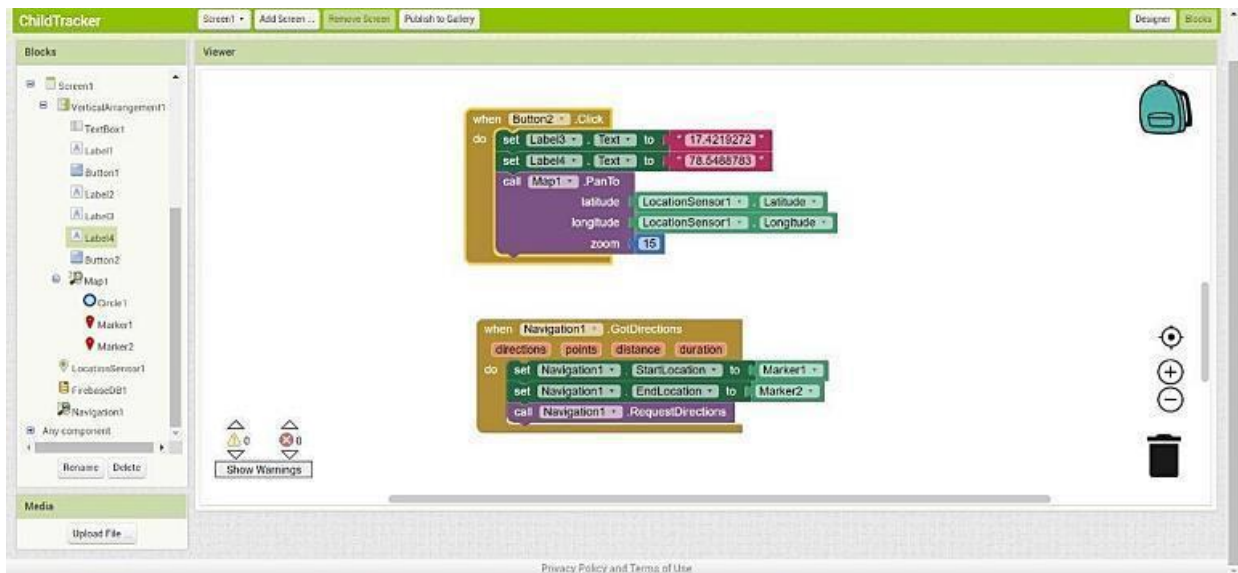 ChildTracker
Screen1
Add Screen ...
Remove Screen
Publish to Gallery
Designer
Blocks
Blocks
Viewer
Screen1
VerticalArrangement1
TextBox1
Label1
Button1
Label2
Label3
Label4
Button2
Map1
Circle1
Marker1
Marker2
LocationSensor1
FirebaseDB1
Navigation1
Any component
Rename Delete
Media
Upload File ...
when Button2 .Click
do set Label3 . Text to " 17.4219272 "
set Label4 . Text to " 78.5488783 "
call Map1 .PanTo
latitude LocationSensor1 . Latitude
longitude LocationSensor1 . Longitude
zoom 15
when Navigation1 .GotDirections
directions points distance duration
do set Navigation1 . StartLocation to Marker1
set Navigation1 . EndLocation to Marker2
call Navigation1 .RequestDirections
0 0
Show Warnings
Privacy Policy and Terms of Use